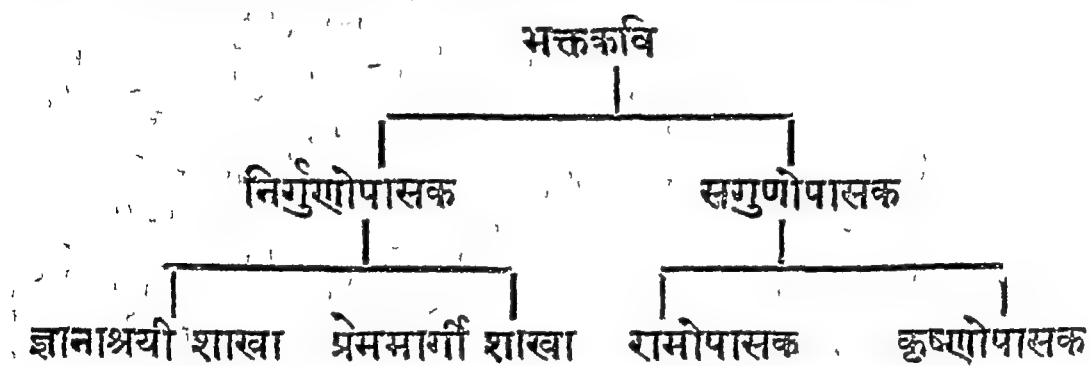 भक्तकवि
निर्गुणोपासक सगुणोपासक
ज्ञानाश्रयी शाखा प्रेममार्गी शाखा रामोपासक कृष्णोपासक